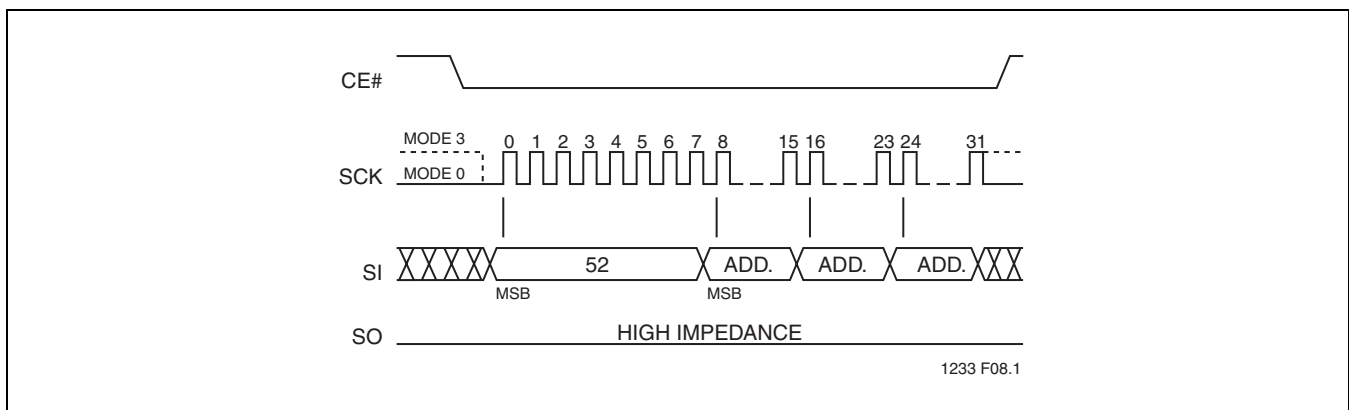 CE#
MODE 3
0 1 2 3 4 5 6 7 8 15 16 23 24 31
SCK
MODE 0
SI
52 ADD. ADD. ADD.
MSB MSB
SO
HIGH IMPEDANCE
1233 F08.1